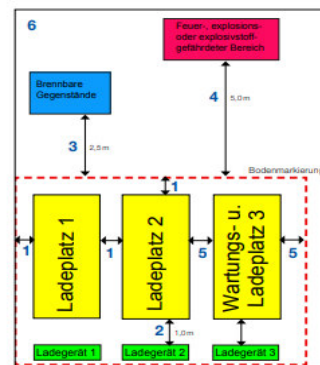 6
Feuer-, explosions-
oder explosivstoff-
gefährdeter Bereich
Brennbare
Gegenstände
4
5,0m
3
2,5m
Bodenmarkierung
1
Ladeplatz 1
Ladeplatz 2
Wartungs- u.
Ladeplatz 3
1
1
5
5
2
1,0m
Ladegerät 1
Ladegerät 2
Ladegerät 3